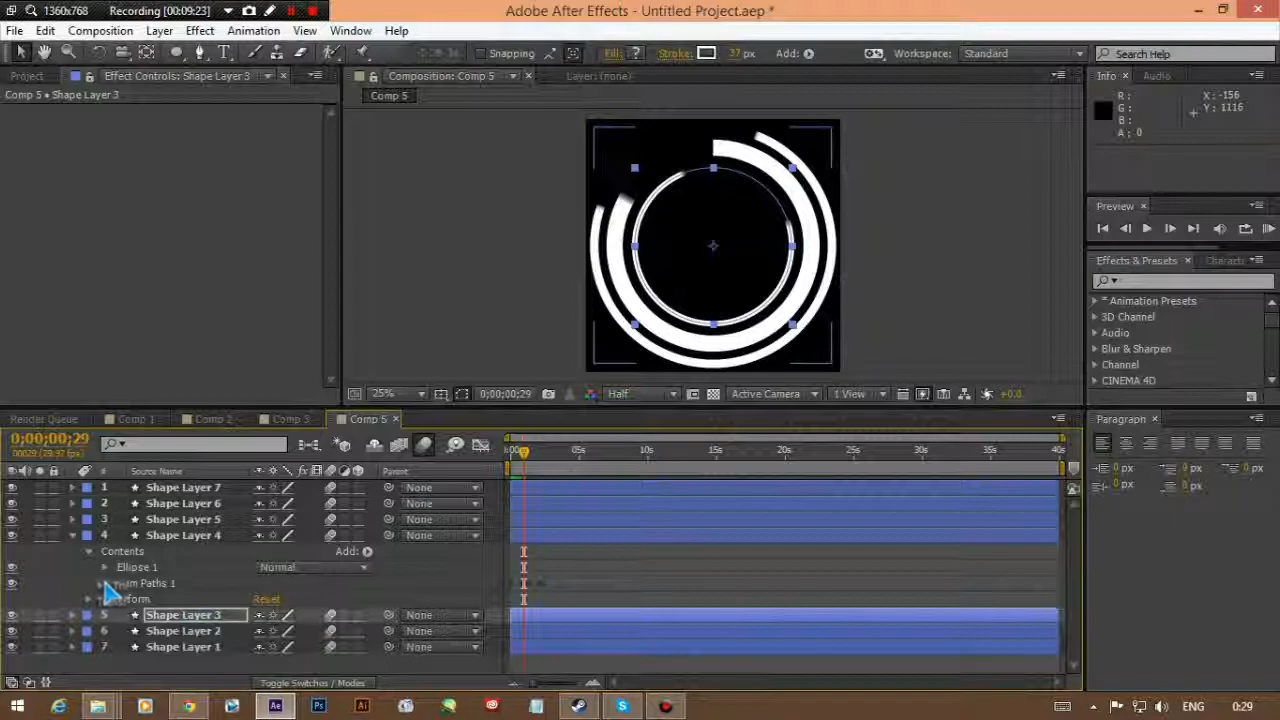 1360x768 Recording [00:09:23]
Adobe After Effects - Untitled Project.aep *
File Edit Composition Layer Effect Animation View Window Help
Snapping Fill: ? Stroke: 37 px Add: Workspace: Standard Search Help
Project Effect Controls: Shape Layer 3 Composition: Comp 5 Layer: (none) Info Audio
Comp 5 • Shape Layer 3 Comp 5
R: X: -156
G: Y: 1116
B:
A: 0
Preview
Effects & Presets
* Animation Presets
3D Channel
Audio
Blur & Sharpen
Channel
CINEMA 4D
25% 0;00;00;29 Half Active Camera 1 View +0.0
Render Queue Comp 1 Comp 2 Comp 3 Comp 5 Paragraph
0;00;00;29
00029 (29.97 fps)
05s 10s 15s 20s 25s 30s 35s 40s
# Source Name Parent
1 Shape Layer 7 None
2 Shape Layer 6 None
3 Shape Layer 5 None
4 Shape Layer 4 None
Contents Add:
Ellipse 1 Normal
Paths 1
Reset
5 Shape Layer 3 None
6 Shape Layer 2 None
7 Shape Layer 1 None
0 px 0 px 0 px
0 px 0 px
Toggle Switches / Modes
Ae Ps Ai ENG 0:29